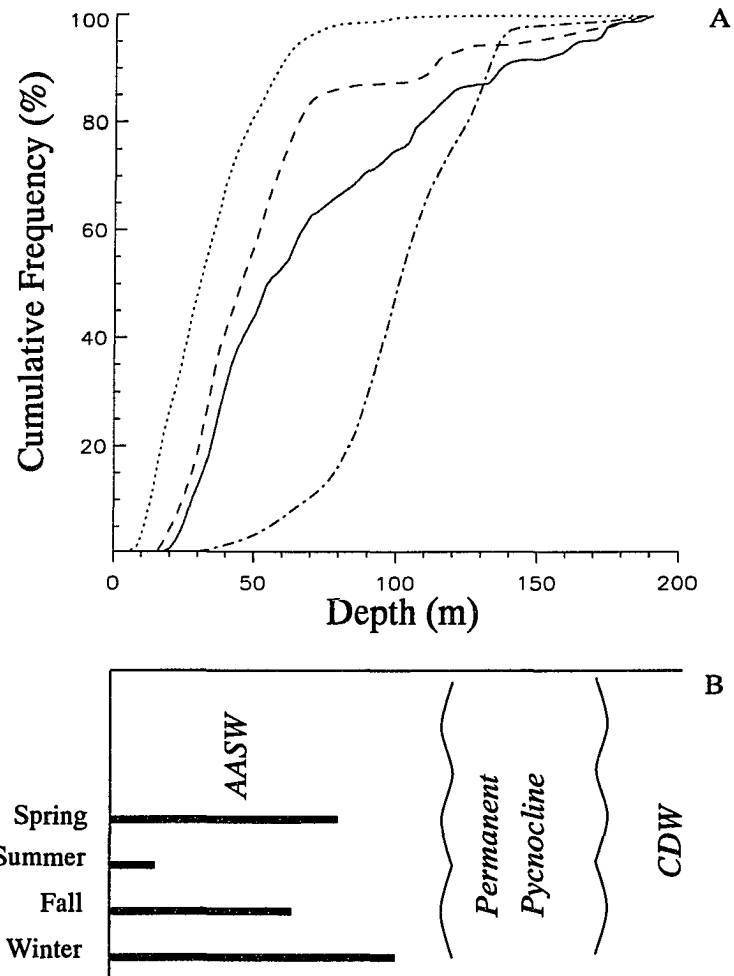 A
Cumulative Frequency (%)
100
80
60
40
20
0
50
100
150
200
Depth (m)
B
AASW
Permanent
Pycnocline
CDW
Spring
Summer
Fall
Winter